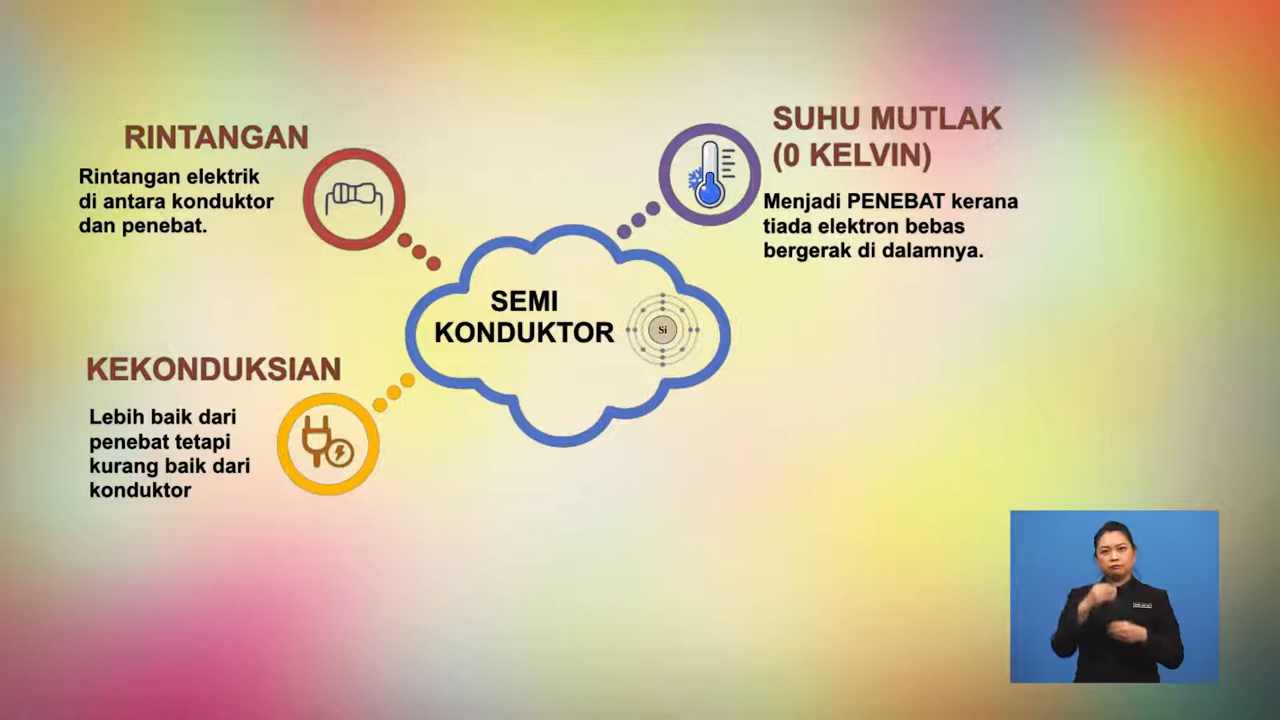 RINTANGAN
Rintangan elektrik
di antara konduktor
dan penebat.
SUHU MUTLAK
(0 KELVIN)
Menjadi PENEBAT kerana
tiada elektron bebas
bergerak di dalamnya.
SEMI
KONDUKTOR
Si
KEKONDUKSIAN
Lebih baik dari
penebat tetapi
kurang baik dari
konduktor